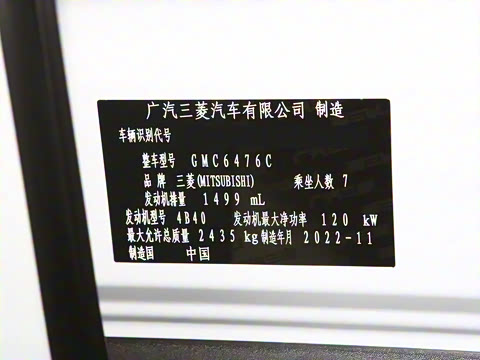 广汽三菱汽车有限公司 制造
车辆识别代号
整车型号 GMC6476C
品 牌 三菱(MITSUBISHI) 乘坐人数 7
发动机排量 1499 mL
发动机型号 4B40 发动机最大净功率 120 kW
最大允许总质量 2435 kg 制造年月 2022-11
制造国 中国